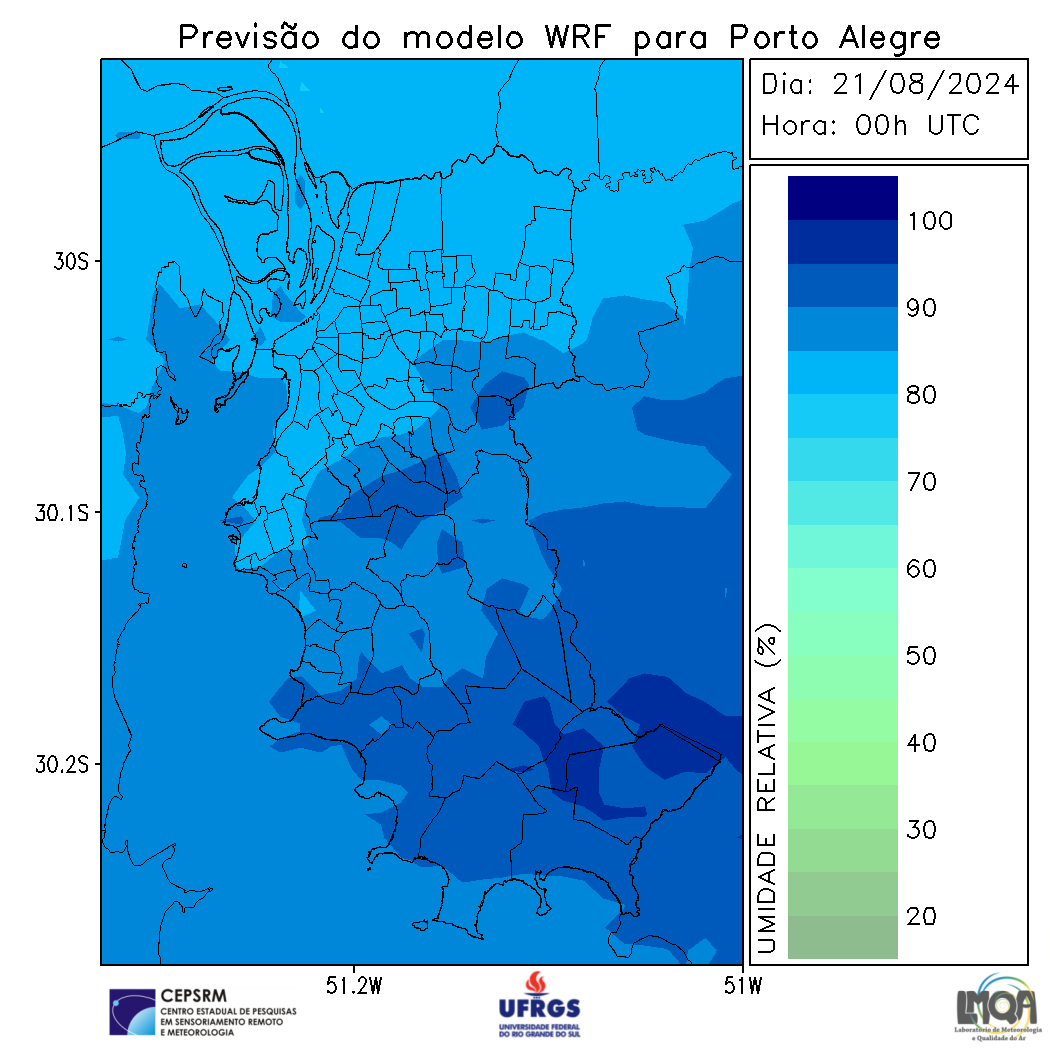 Previsão do modelo WRF para Porto Alegre
Dia: 21/08/2024
Hora: 00h UTC
30S
30.1S
30.2S
51.2W
51W
100
90
80
70
60
50
40
30
20
UMIDADE RELATIVA (%)
CEPSRM
CENTRO ESTADUAL DE PESQUISAS
EM SENSORIAMENTO REMOTO
E METEOROLOGIA
UFRGS
UNIVERSIDADE FEDERAL
DO RIO GRANDE DO SUL
LMQA
Laboratório de Meteorologia
e Qualidade do Ar